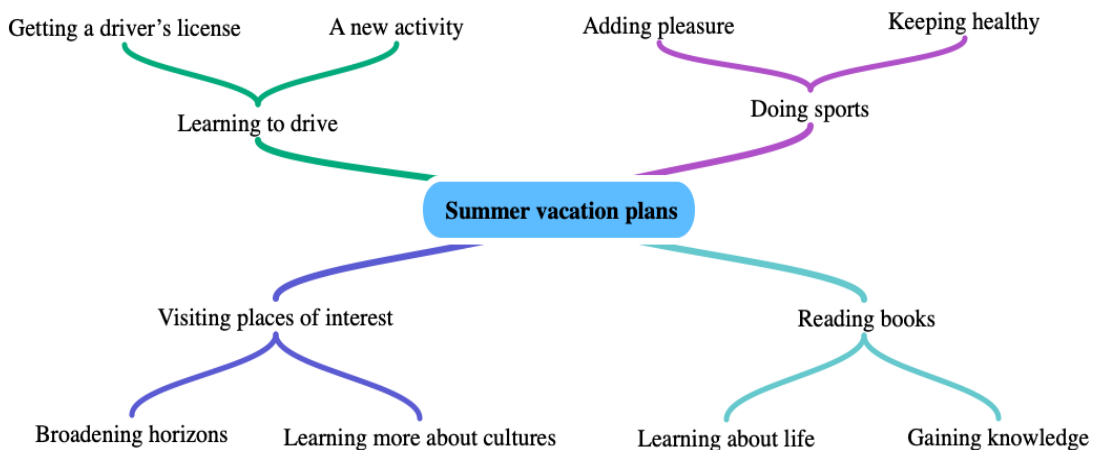 Getting a driver’s license
A new activity
Adding pleasure
Keeping healthy
Learning to drive
Doing sports
Summer vacation plans
Visiting places of interest
Reading books
Broadening horizons
Learning more about cultures
Learning about life
Gaining knowledge